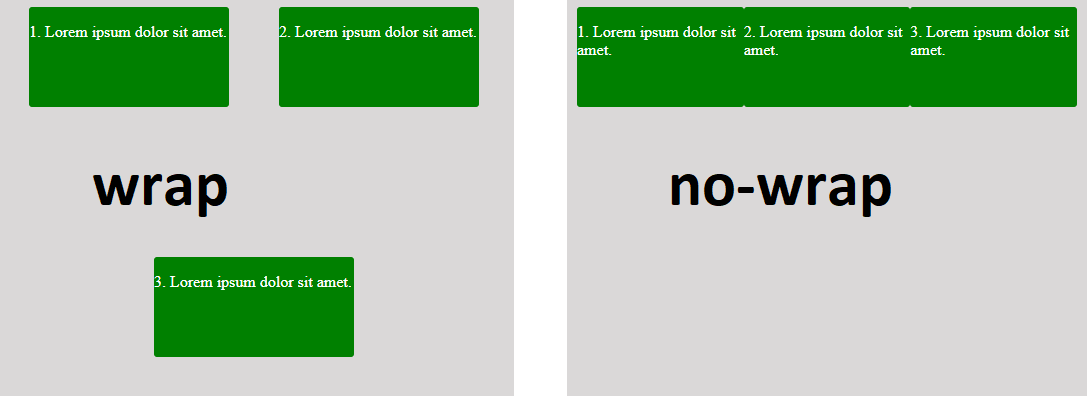 1. Lorem ipsum dolor sit amet.
2. Lorem ipsum dolor sit amet.
wrap
3. Lorem ipsum dolor sit amet.
1. Lorem ipsum dolor sit
amet.
2. Lorem ipsum dolor sit
amet.
3. Lorem ipsum dolor sit
amet.
no-wrap